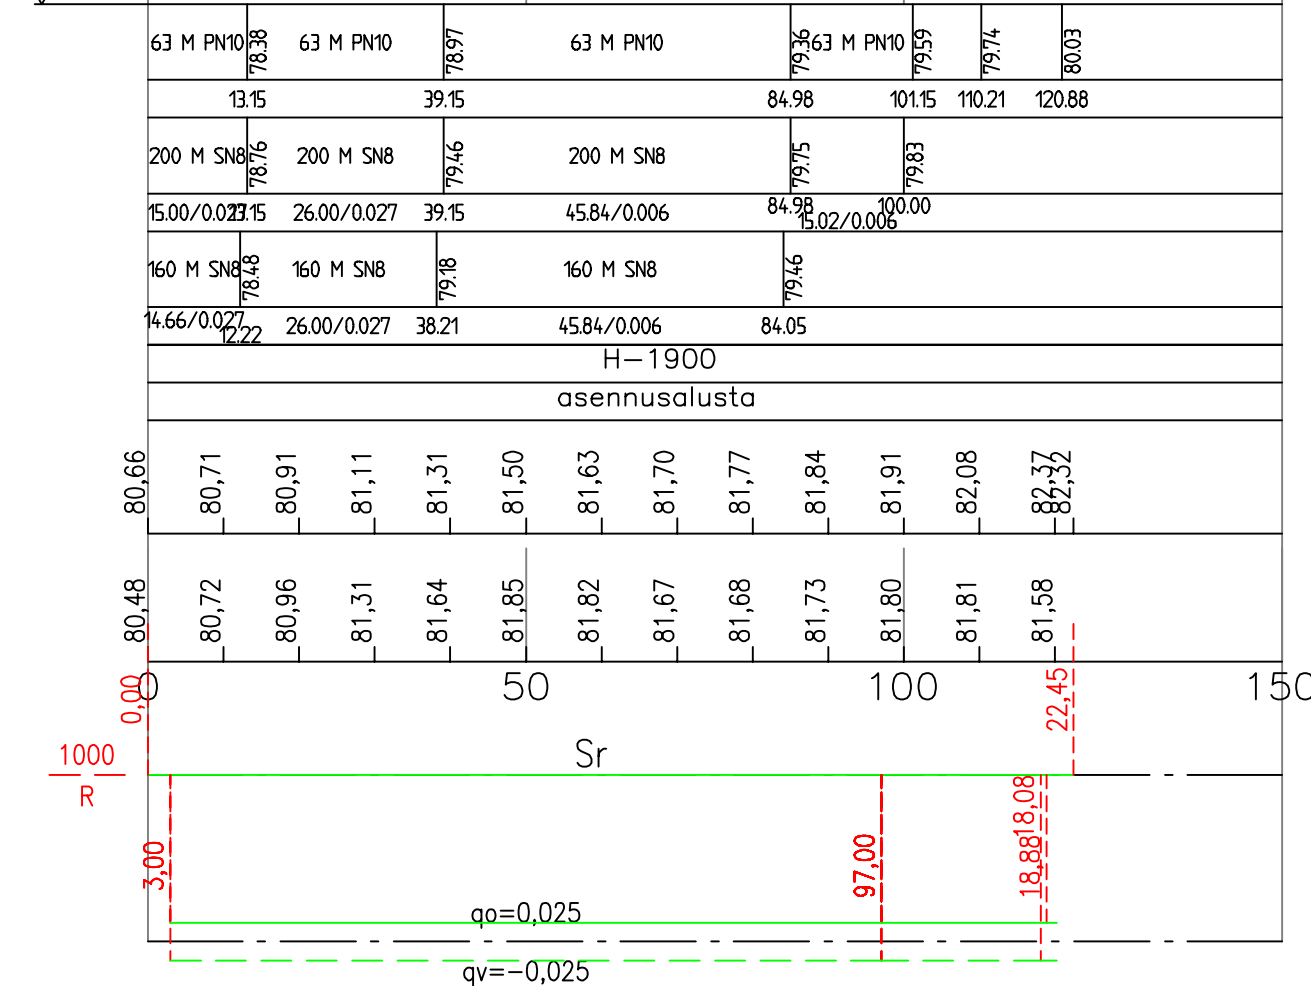 63 M PN10 78.38 63 M PN10 78.97 63 M PN10 79.36 63 M PN10 79.59 79.74 80.03
13.15 39.15 84.98 101.15 110.21 120.88
200 M SN8 78.76 200 M SN8 79.46 200 M SN8 79.75 79.83
15.00/0.027 13.15 26.00/0.027 39.15 45.84/0.006 84.98 100.00
15.02/0.006
160 M SN8 78.48 160 M SN8 79.18 160 M SN8 79.46
14.66/0.027 12.22 26.00/0.027 38.21 45.84/0.006 84.05
H-1900
asennusalusta
80,66 80,71 80,91 81,11 81,31 81,50 81,63 81,70 81,77 81,84 81,91 82,08 82,37 82,32
80,48 80,72 80,96 81,31 81,64 81,85 81,82 81,67 81,68 81,73 81,80 81,81 81,58
0 50 100 150
0,00 22,45
Sr
1000
R
3,00 97,00 18,88 18,08
qo=0,025
qv=-0,025